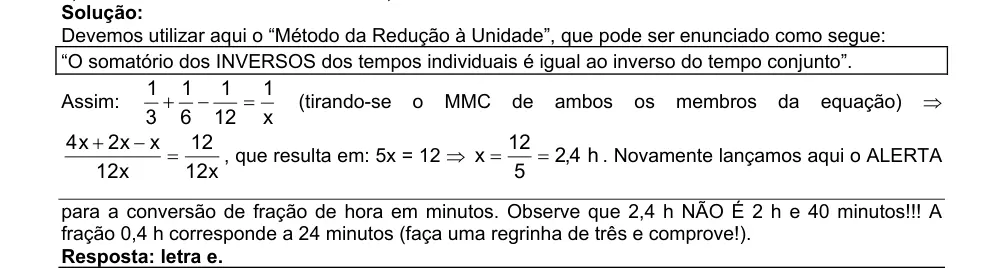 Solução:
Devemos utilizar aqui o “Método da Redução à Unidade”, que pode ser enunciado como segue:
“O somatório dos INVERSOS dos tempos individuais é igual ao inverso do tempo conjunto”.
Assim: 1/3 + 1/6 − 1/12 = 1/x (tirando-se o MMC de ambos os membros da equação) ⇒
(4x + 2x − x)/12x = 12/12x , que resulta em: 5x = 12 ⇒ x = 12/5 = 2,4 h . Novamente lançamos aqui o ALERTA
para a conversão de fração de hora em minutos. Observe que 2,4 h NÃO É 2 h e 40 minutos!!! A
fração 0,4 h corresponde a 24 minutos (faça uma regrinha de três e comprove!).
Resposta: letra e.